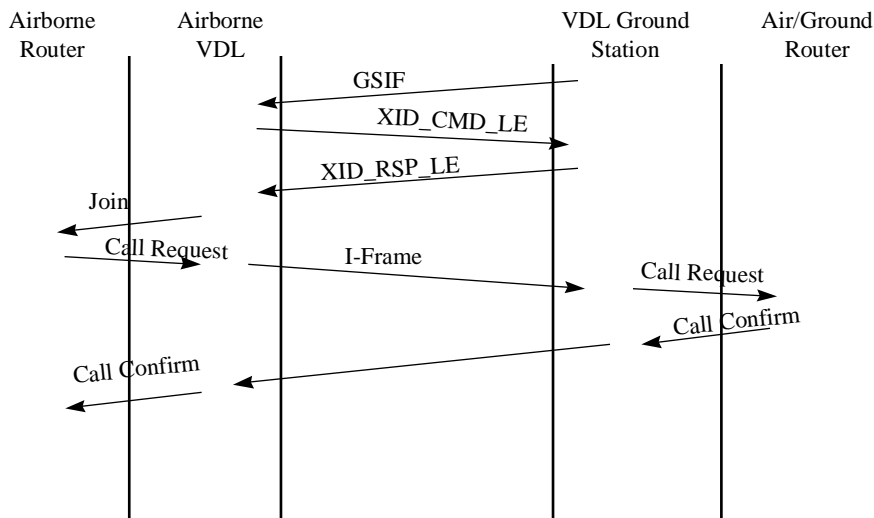 Airborne
Router
Airborne
VDL
VDL Ground
Station
Air/Ground
Router
GSIF
XID_CMD_LE
XID_RSP_LE
Join
Call Request
I-Frame
Call Request
Call Confirm
Call Confirm